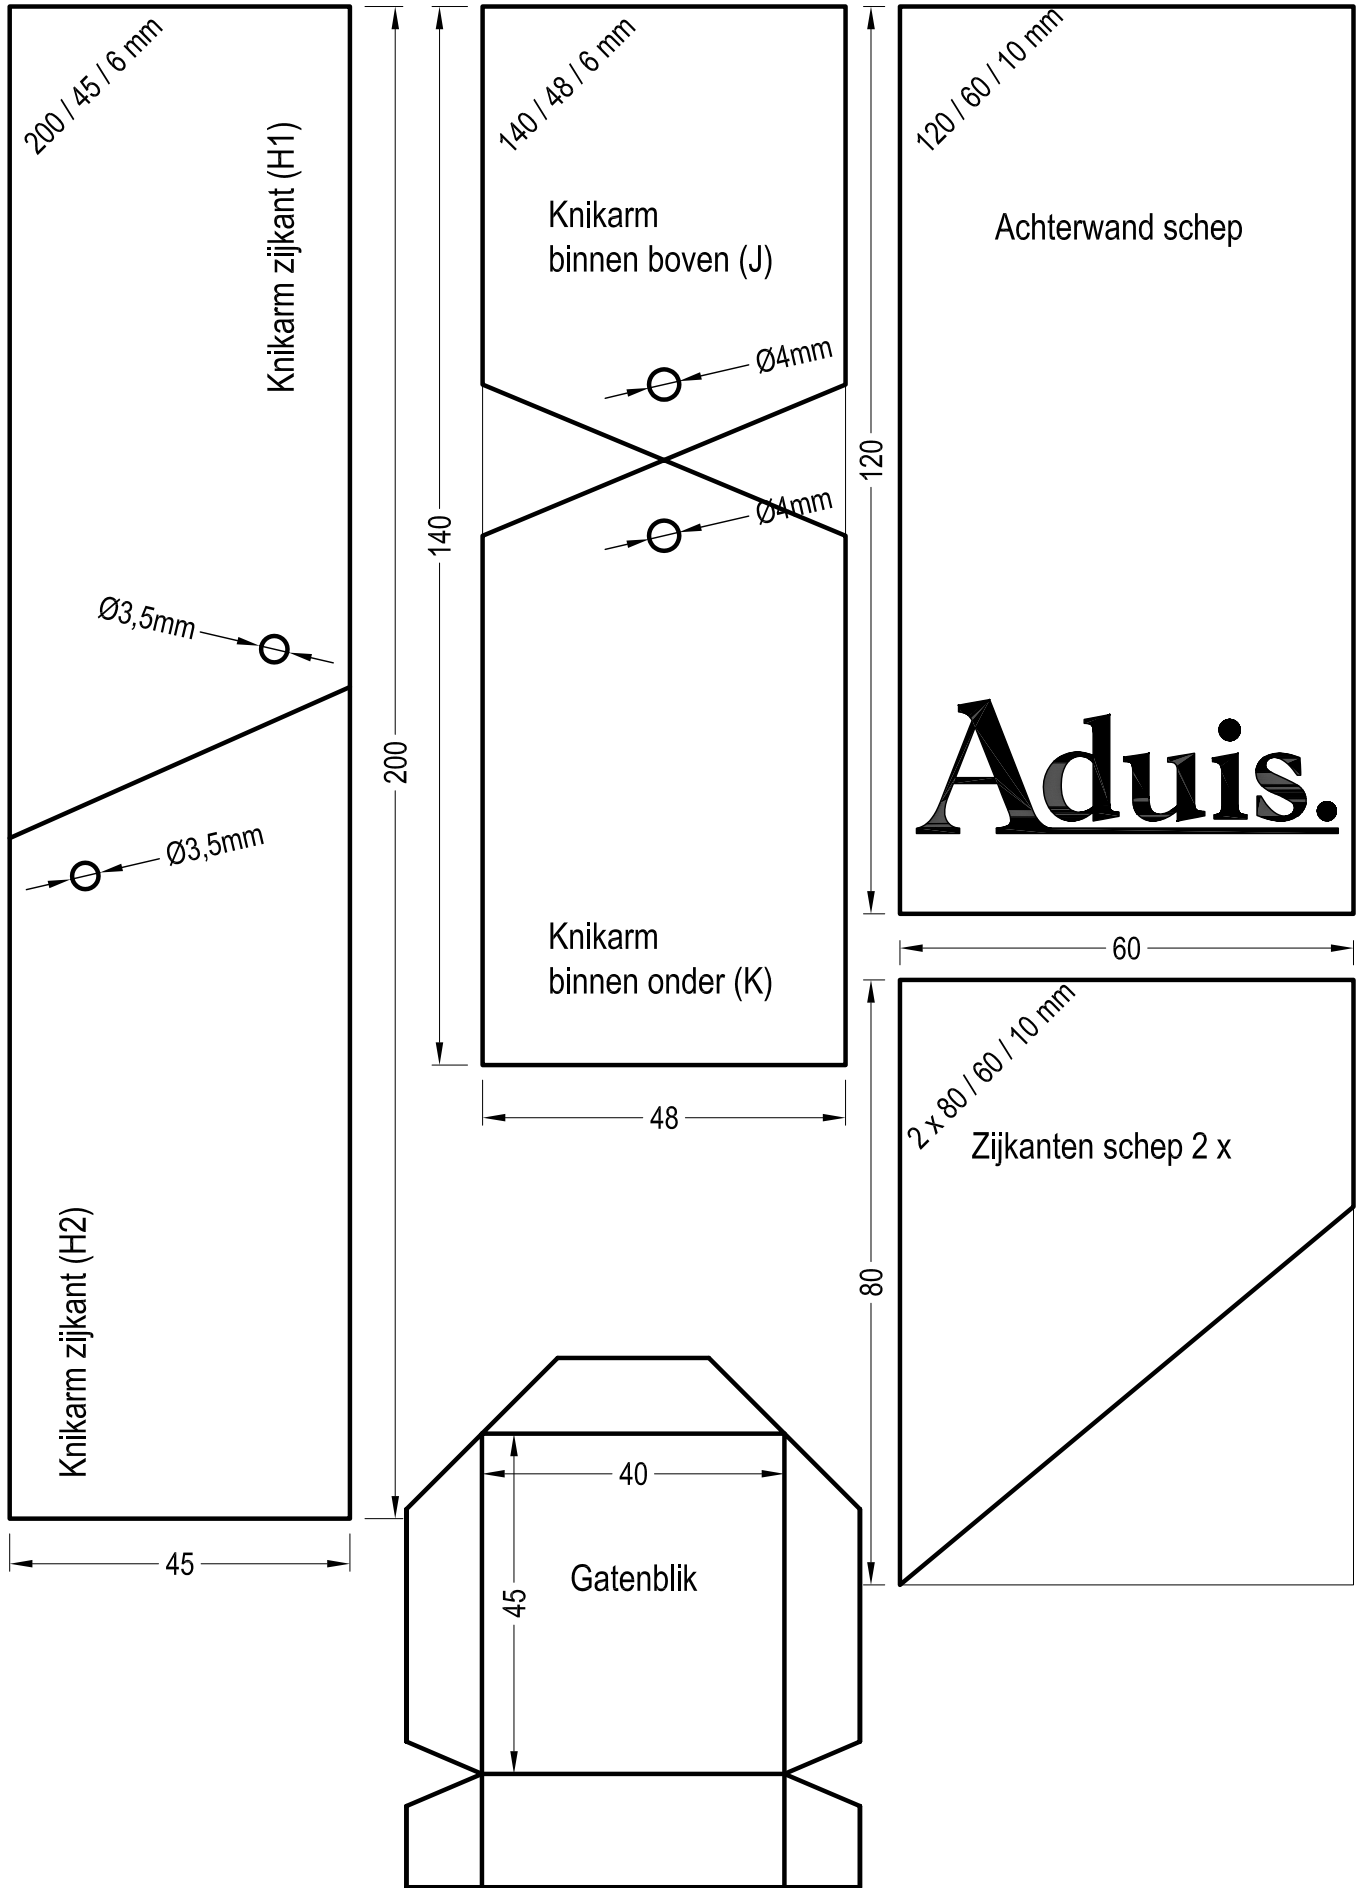 200 / 45 / 6 mm
Knikarm zijkant (H1)
Ø3,5mm
Ø3,5mm
Knikarm zijkant (H2)
45
200
140 / 48 / 6 mm
Knikarm
binnen boven (J)
Ø4mm
Ø4mm
140
Knikarm
binnen onder (K)
48
120 / 60 / 10 mm
Achterwand schep
120
Aduis.
60
2 x 80 / 60 / 10 mm
Zijkanten schep 2 x
80
40
45
Gatenblik